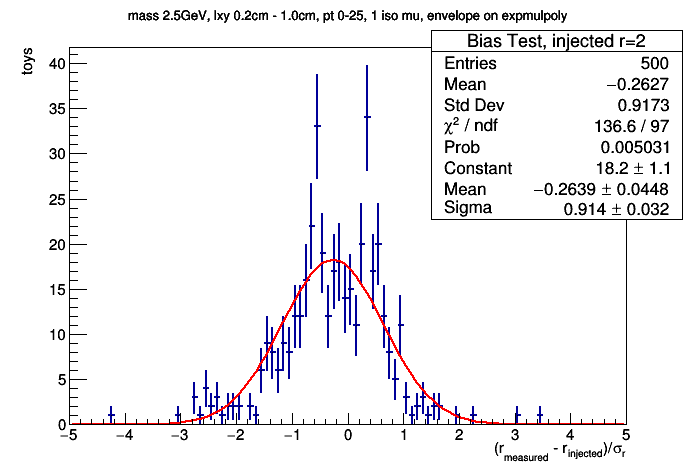 mass 2.5GeV, lxy 0.2cm - 1.0cm, pt 0-25, 1 iso mu, envelope on expmulpoly
Bias Test, injected r=2
Entries 500
Mean −0.2627
Std Dev 0.9173
χ² / ndf 136.6 / 97
Prob 0.005031
Constant 18.2 ± 1.1
Mean −0.2639 ± 0.0448
Sigma 0.914 ± 0.032
toys
40
35
30
25
20
15
10
5
0
−5 −4 −3 −2 −1 0 1 2 3 4 5
(r_measured - r_injected)/σ_r